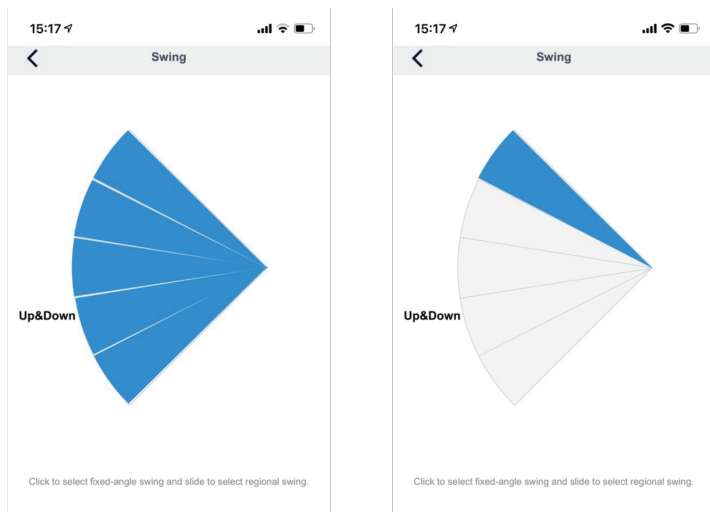 15:17
Swing
Up&Down
Click to select fixed-angle swing and slide to select regional swing.
15:17
Swing
Up&Down
Click to select fixed-angle swing and slide to select regional swing.